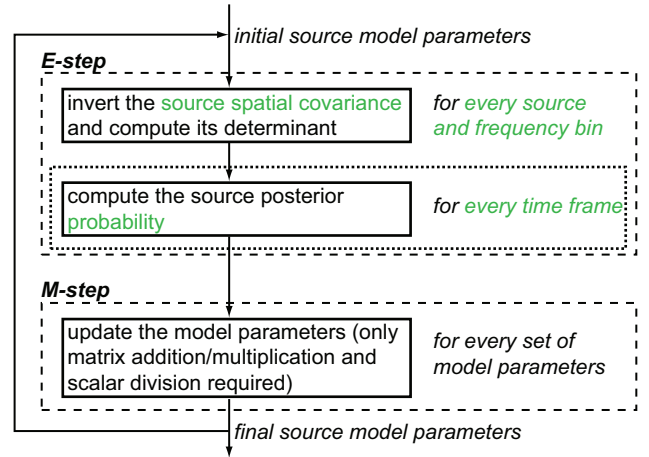 initial source model parameters
E-step
invert the source spatial covariance
and compute its determinant
for every source
and frequency bin
compute the source posterior
probability
for every time frame
M-step
update the model parameters (only
matrix addition/multiplication and
scalar division required)
for every set of
model parameters
final source model parameters